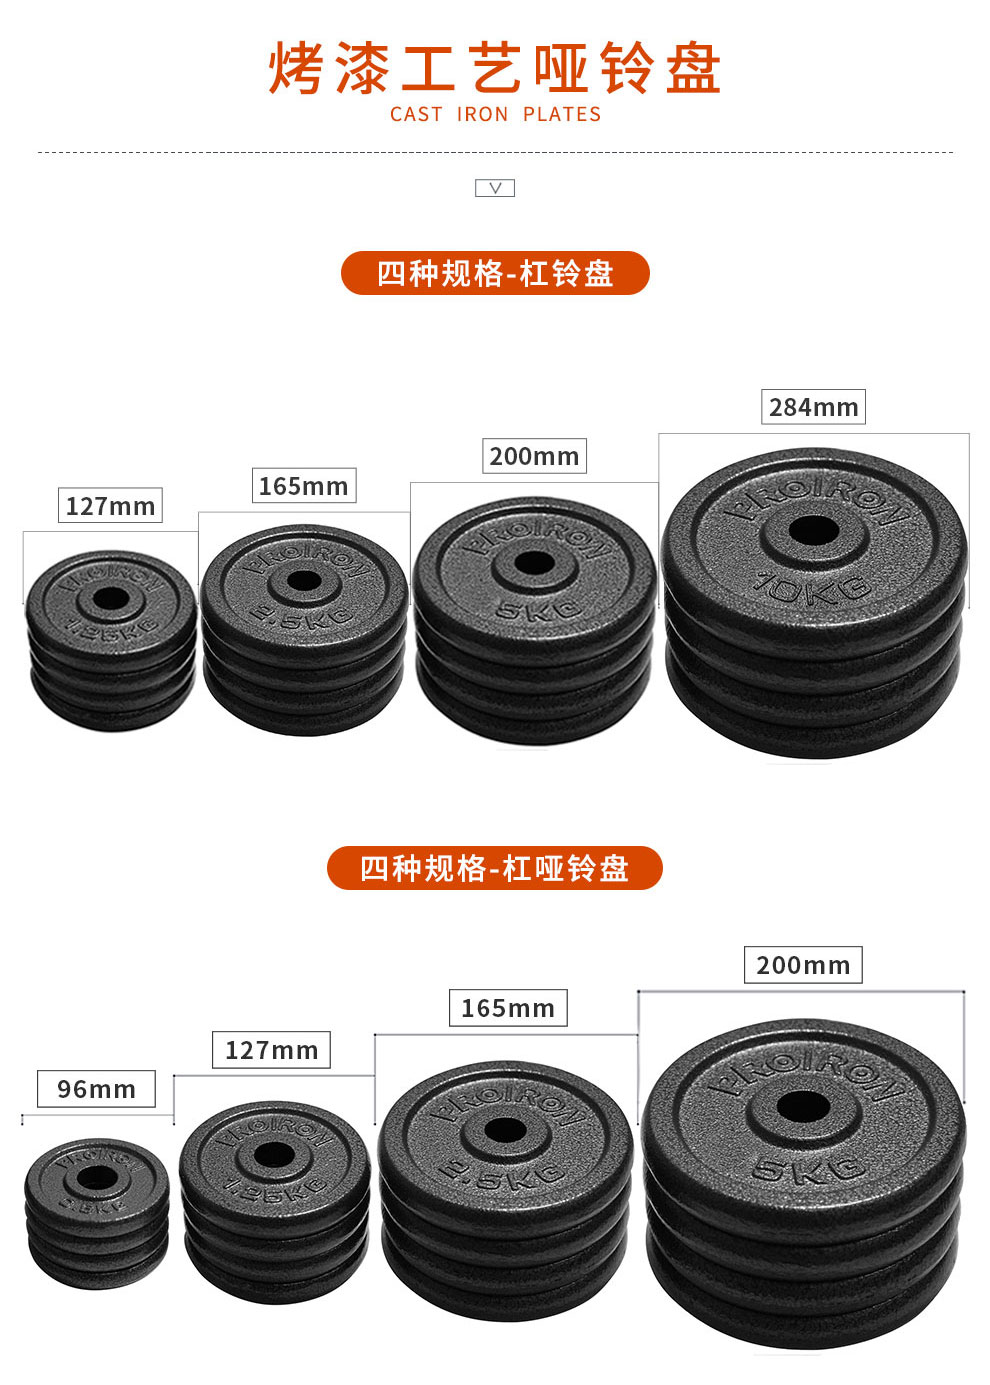 烤漆工艺哑铃盘
CAST IRON PLATES
四种规格-杠铃盘
284mm
200mm
165mm
127mm
PROIRON
1.25KG
PROIRON
2.5KG
PROIRON
5KG
PROIRON
10KG
四种规格-杠哑铃盘
200mm
165mm
127mm
96mm
PROIRON
PROIRON
1.25KG
PROIRON
2.5KG
PROIRON
5KG